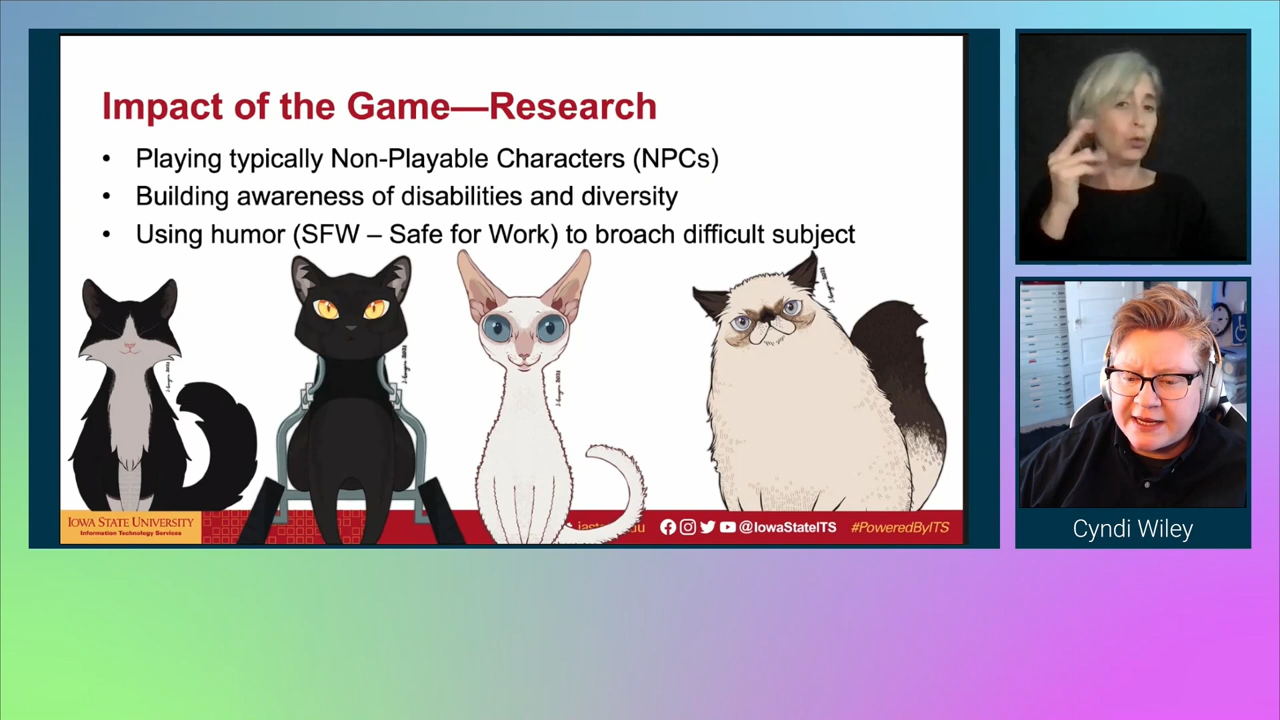 Impact of the Game—Research
• Playing typically Non-Playable Characters (NPCs)
• Building awareness of disabilities and diversity
• Using humor (SFW – Safe for Work) to broach difficult subject
IOWA STATE UNIVERSITY
Information Technology Services
@IowaStateITS
#PoweredByITS
Cyndi Wiley